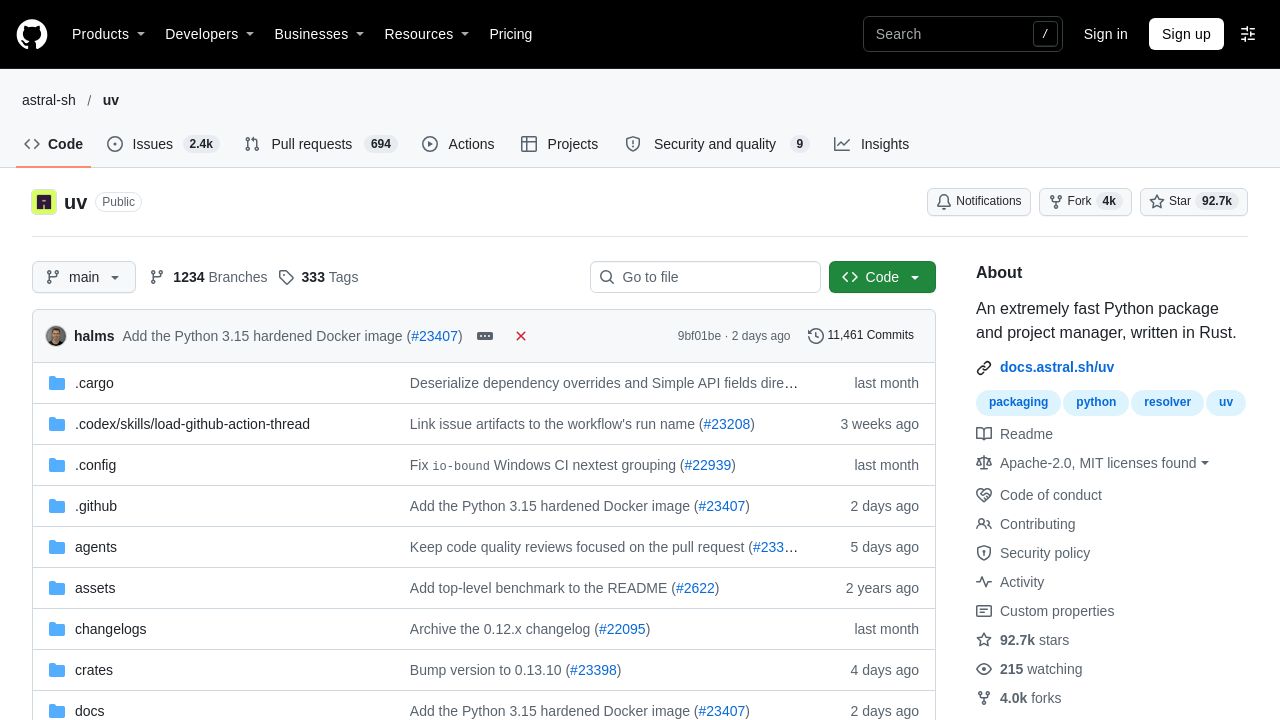 Products Developers Businesses Resources Pricing Search / Sign in Sign up
astral-sh / uv
Code Issues 2.4k Pull requests 694 Actions Projects Security and quality 9 Insights
uv Public Notifications Fork 4k Star 92.7k
main 1234 Branches 333 Tags Go to file Code
halms Add the Python 3.15 hardened Docker image (#23407) 9bf01be · 2 days ago 11,461 Commits
.cargo Deserialize dependency overrides and Simple API fields dire… last month
.codex/skills/load-github-action-thread Link issue artifacts to the workflow's run name (#23208) 3 weeks ago
.config Fix io-bound Windows CI nextest grouping (#22939) last month
.github Add the Python 3.15 hardened Docker image (#23407) 2 days ago
agents Keep code quality reviews focused on the pull request (#233… 5 days ago
assets Add top-level benchmark to the README (#2622) 2 years ago
changelogs Archive the 0.12.x changelog (#22095) last month
crates Bump version to 0.13.10 (#23398) 4 days ago
docs Add the Python 3.15 hardened Docker image (#23407) 2 days ago
About
An extremely fast Python package
and project manager, written in Rust.
docs.astral.sh/uv
packaging python resolver uv
Readme
Apache-2.0, MIT licenses found
Code of conduct
Contributing
Security policy
Activity
Custom properties
92.7k stars
215 watching
4.0k forks